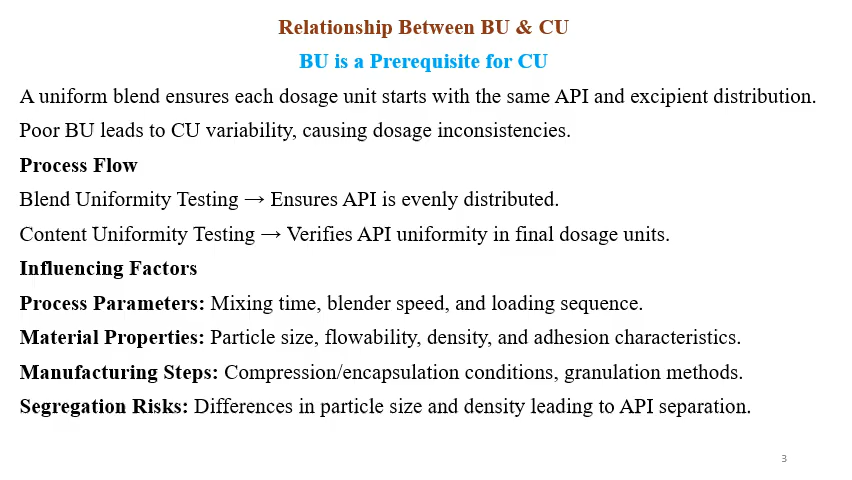 Relationship Between BU & CU
BU is a Prerequisite for CU
A uniform blend ensures each dosage unit starts with the same API and excipient distribution.
Poor BU leads to CU variability, causing dosage inconsistencies.
Process Flow
Blend Uniformity Testing → Ensures API is evenly distributed.
Content Uniformity Testing → Verifies API uniformity in final dosage units.
Influencing Factors
Process Parameters: Mixing time, blender speed, and loading sequence.
Material Properties: Particle size, flowability, density, and adhesion characteristics.
Manufacturing Steps: Compression/encapsulation conditions, granulation methods.
Segregation Risks: Differences in particle size and density leading to API separation.
3